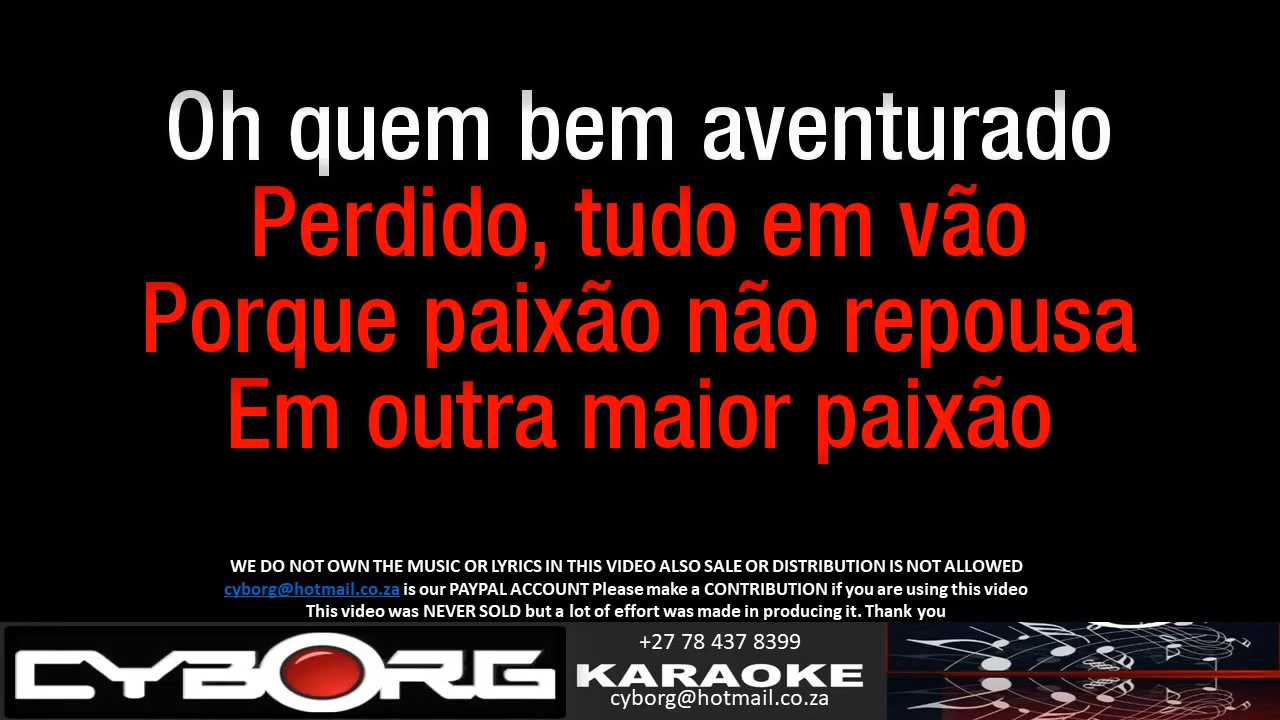 Oh quem bem aventurado
Perdido, tudo em vão
Porque paixão não repousa
Em outra maior paixão
WE DO NOT OWN THE MUSIC OR LYRICS IN THIS VIDEO ALSO SALE OR DISTRIBUTION IS NOT ALLOWED
cyborg@hotmail.co.za is our PAYPAL ACCOUNT Please make a CONTRIBUTION if you are using this video
This video was NEVER SOLD but a lot of effort was made in producing it. Thank you
CYBORG
+27 78 437 8399
KARAOKE
cyborg@hotmail.co.za